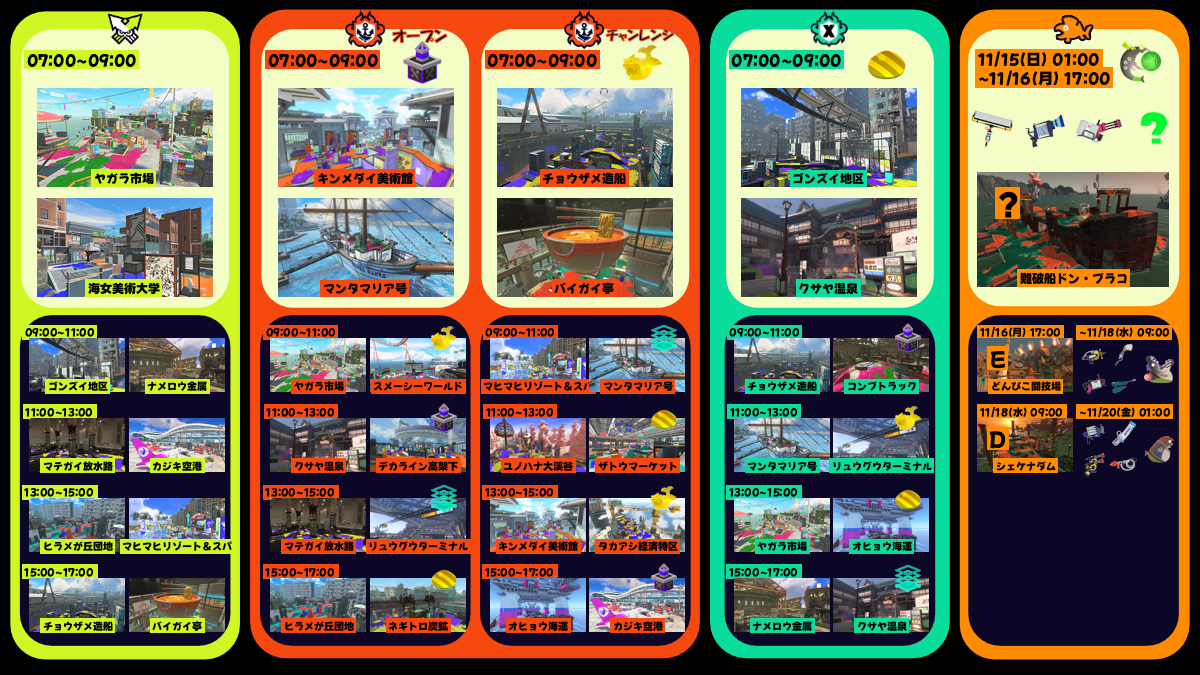 07:00~09:00
ヤガラ市場
海女美術大学
09:00~11:00
ゴンズイ地区
ナメロウ金属
11:00~13:00
マテガイ放水路
カジキ空港
13:00~15:00
ヒラメが丘団地
マヒマヒリゾート&スパ
15:00~17:00
チョウザメ造船
バイガイ亭
オープン
07:00~09:00
キンメダイ美術館
マンタマリア号
09:00~11:00
ヤガラ市場
スメーシーワールド
11:00~13:00
クサヤ温泉
デカライン高架下
13:00~15:00
マテガイ放水路
リュウグウターミナル
15:00~17:00
ヒラメが丘団地
ネギトロ炭鉱
チャレンジ
07:00~09:00
チョウザメ造船
バイガイ亭
09:00~11:00
マヒマヒリゾート&スパ
マンタマリア号
11:00~13:00
ユノハナ大渓谷
ザトウマーケット
13:00~15:00
キンメダイ美術館
タカアシ経済特区
15:00~17:00
オヒョウ海運
カジキ空港
X
07:00~09:00
ゴンズイ地区
クサヤ温泉
09:00~11:00
チョウザメ造船
コンブトラック
11:00~13:00
マンタマリア号
リュウグウターミナル
13:00~15:00
ヤガラ市場
オヒョウ海運
15:00~17:00
ナメロウ金属
クサヤ温泉
11/15(日) 01:00
~11/16(月) 17:00
?
?
難破船ドン・ブラコ
11/16(月) 17:00
~11/18(水) 09:00
E
どんぴこ闘技場
11/18(水) 09:00
~11/20(金) 01:00
D
シェケナダム